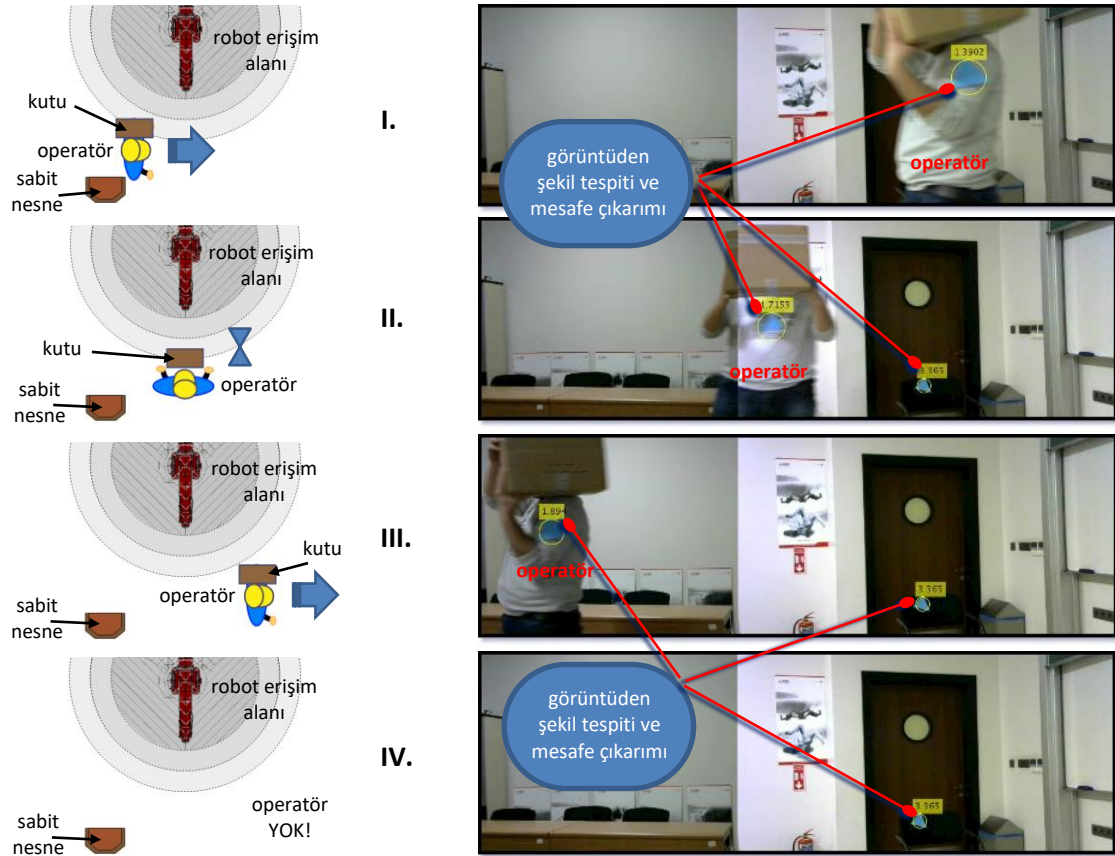 robot erişim
alanı
kutu
operatör
sabit
nesne
I.
1.3902
operatör
görüntüden
şekil tespiti ve
mesafe çıkarımı
robot erişim
alanı
kutu
operatör
sabit
nesne
II.
1.7153
operatör
3.365
robot erişim
alanı
kutu
operatör
sabit
nesne
III.
1.894
operatör
3.365
robot erişim
alanı
operatör
YOK!
sabit
nesne
IV.
görüntüden
şekil tespiti ve
mesafe çıkarımı
3.365